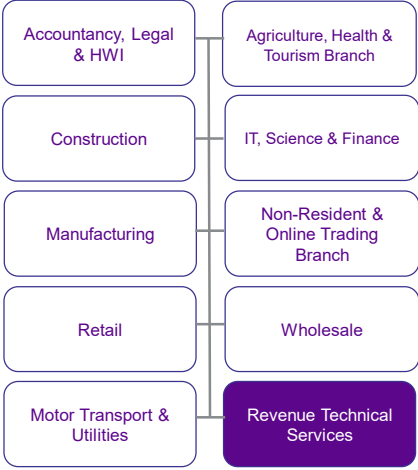 Accountancy, Legal
& HWI
Agriculture, Health &
Tourism Branch
Construction
IT, Science & Finance
Manufacturing
Non-Resident &
Online Trading
Branch
Retail
Wholesale
Motor Transport &
Utilities
Revenue Technical
Services